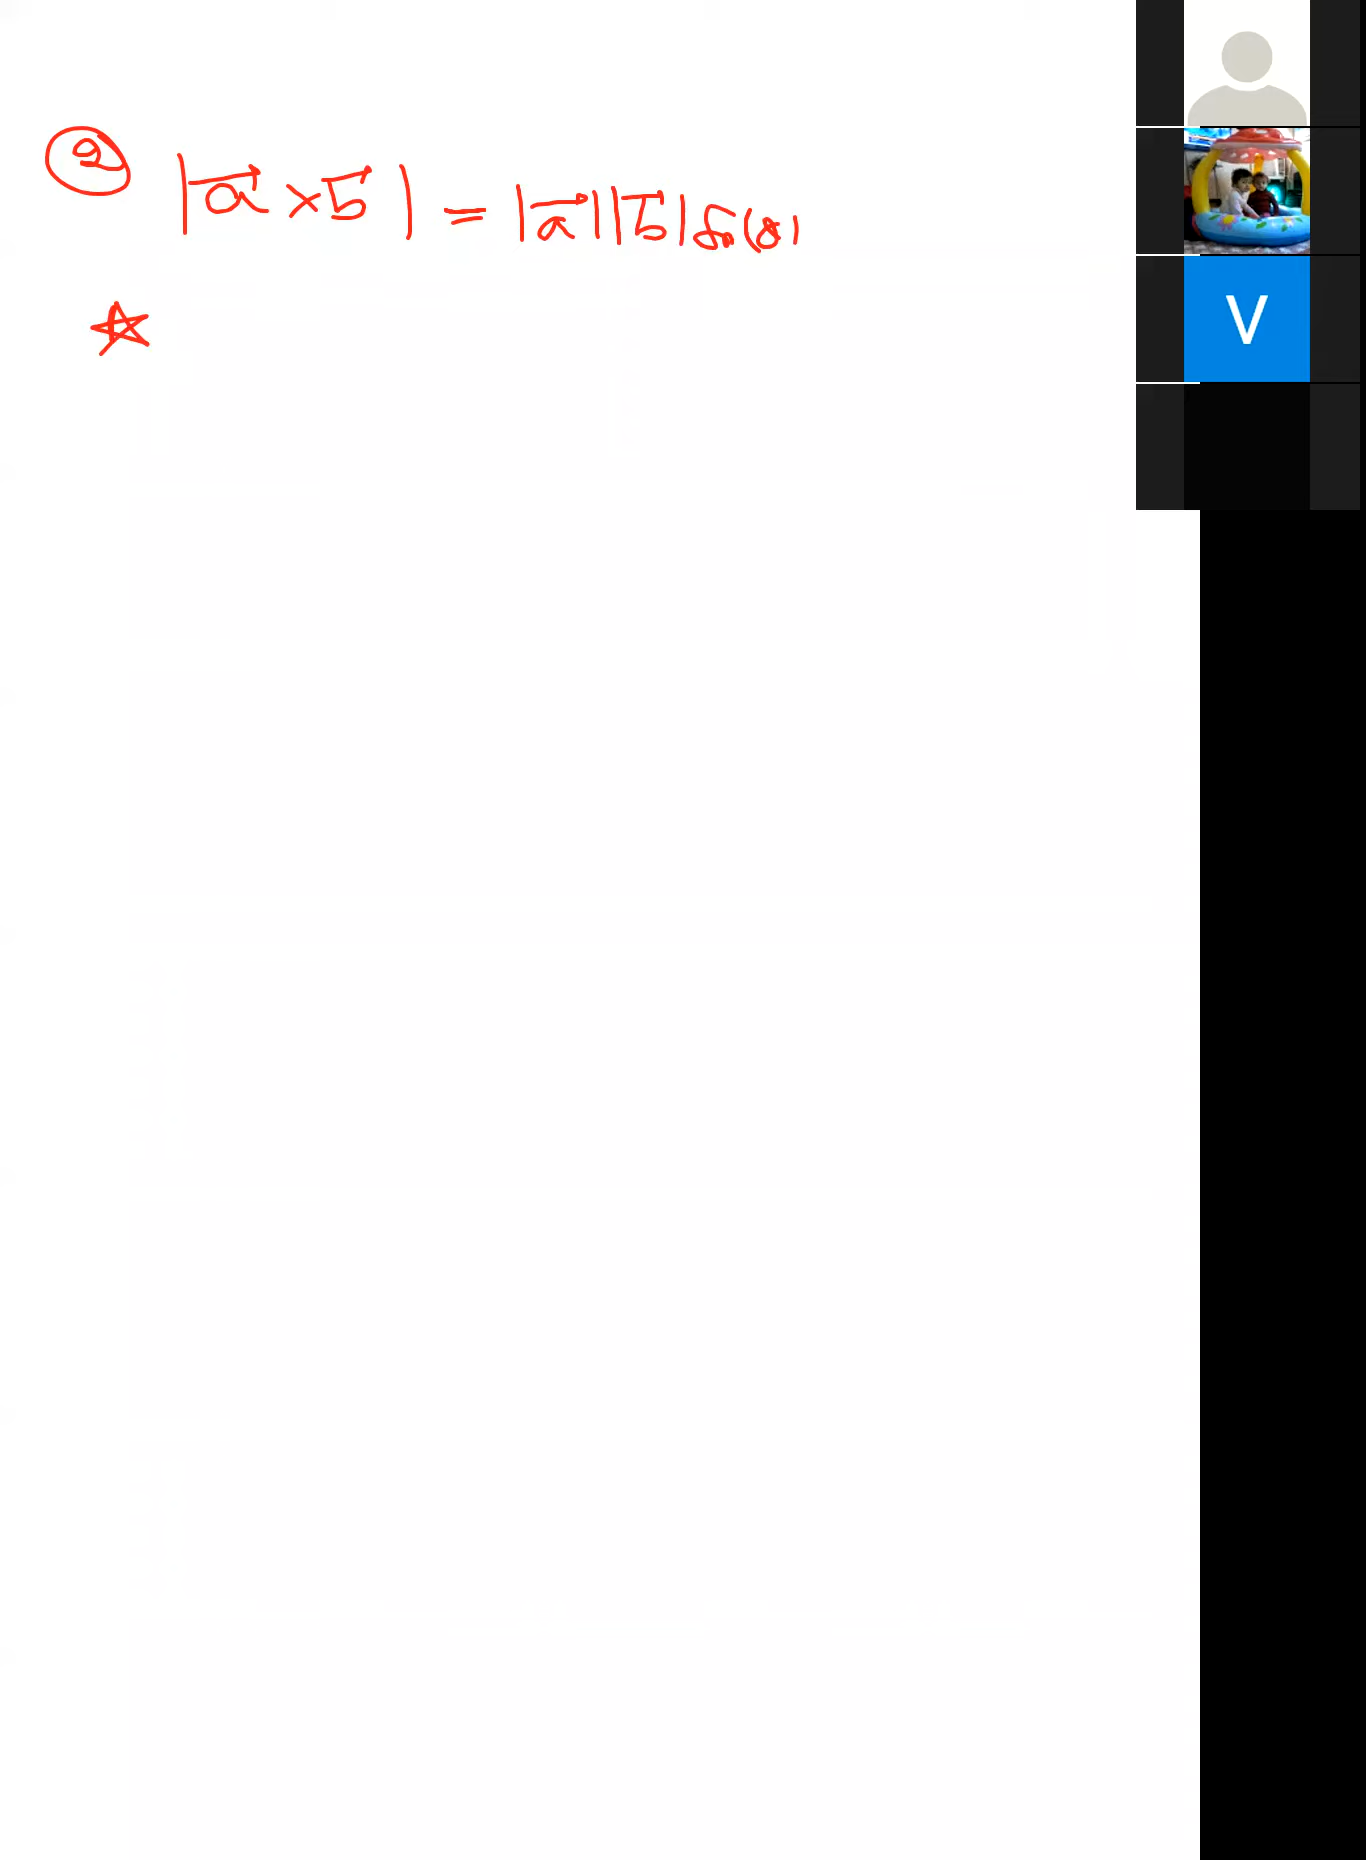 ② |a⃗ × b⃗| = |a⃗| |b⃗| sin(θ)
☆
V